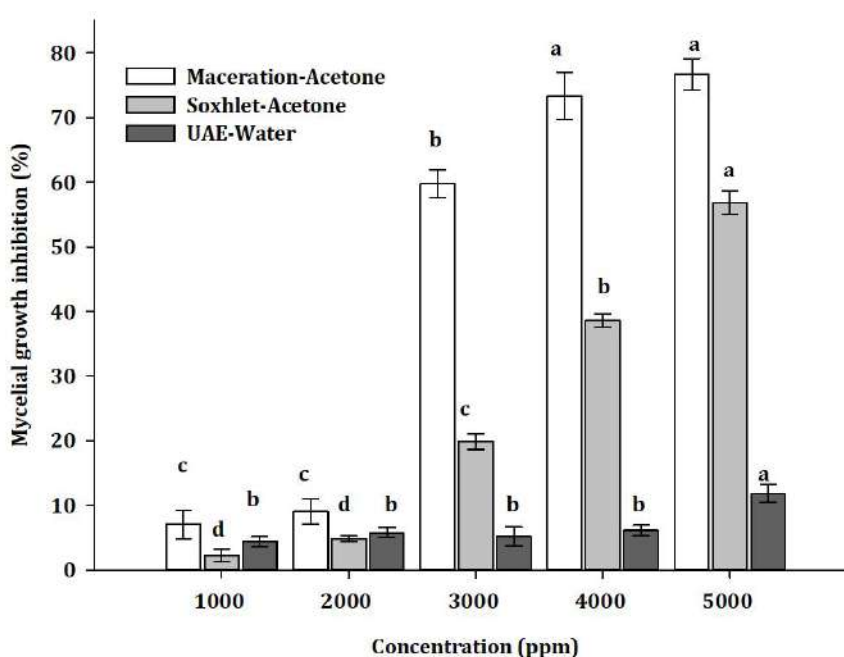 80
70
60
50
40
30
20
10
0
Mycelial growth inhibition (%)
Maceration-Acetone
Soxhlet-Acetone
UAE-Water
c
d
b
c
d
b
b
c
b
a
b
b
a
a
a
1000 2000 3000 4000 5000
Concentration (ppm)